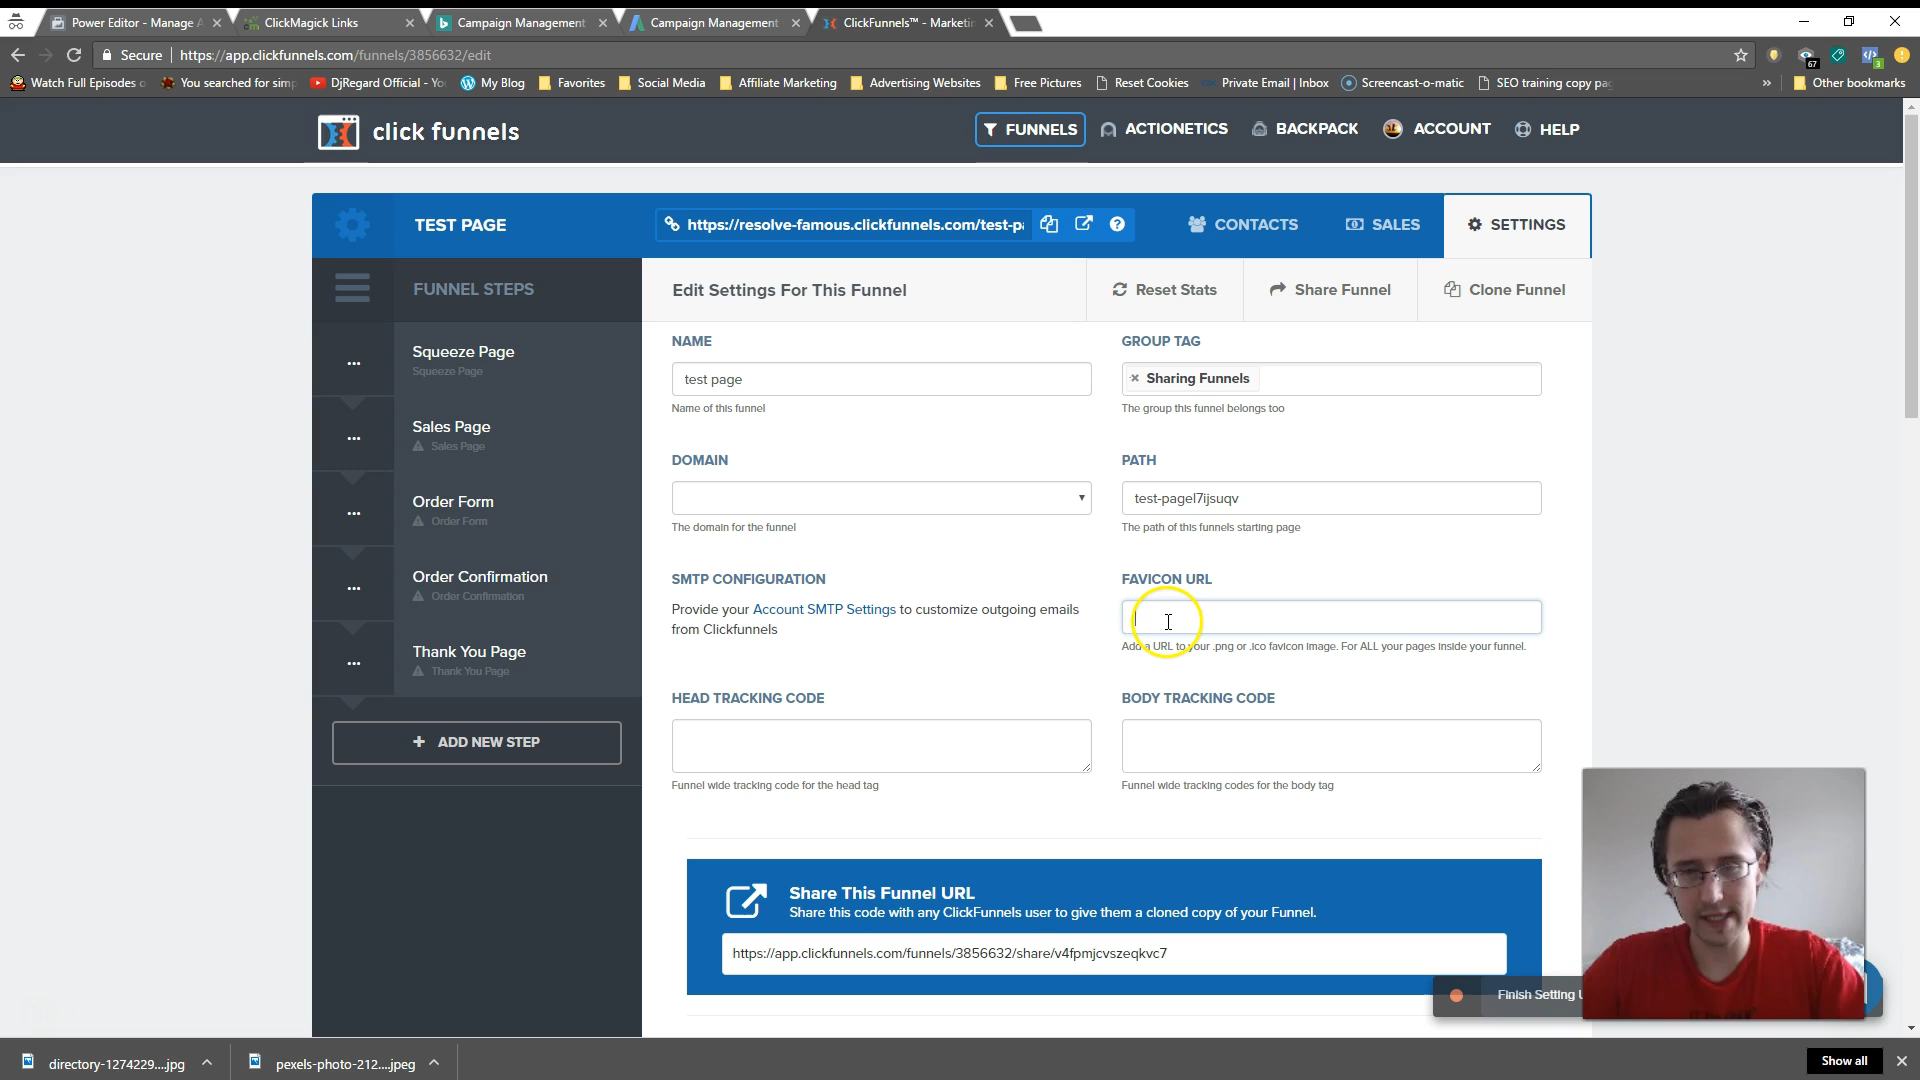 Power Editor - Manage A
ClickMagick Links
Campaign Management
Campaign Management
ClickFunnels™ - Marketin
Secure
https://app.clickfunnels.com/funnels/3856632/edit
67
3
Watch Full Episodes o
You searched for simp
DjRegard Official - Yo
My Blog
Favorites
Social Media
Affiliate Marketing
Advertising Websites
Free Pictures
Reset Cookies
Private Email | Inbox
Screencast-o-matic
SEO training copy pag
»
Other bookmarks
click funnels
FUNNELS
ACTIONETICS
BACKPACK
ACCOUNT
HELP
TEST PAGE
https://resolve-famous.clickfunnels.com/test-pa
CONTACTS
SALES
SETTINGS
FUNNEL STEPS
Edit Settings For This Funnel
Reset Stats
Share Funnel
Clone Funnel
Squeeze Page
Squeeze Page
Sales Page
Sales Page
Order Form
Order Form
Order Confirmation
Order Confirmation
Thank You Page
Thank You Page
+ ADD NEW STEP
NAME
test page
Name of this funnel
GROUP TAG
× Sharing Funnels
The group this funnel belongs too
DOMAIN
The domain for the funnel
PATH
test-pagel7ijsuqv
The path of this funnels starting page
SMTP CONFIGURATION
Provide your Account SMTP Settings to customize outgoing emails
from Clickfunnels
FAVICON URL
Add a URL to your .png or .ico favicon image. For ALL your pages inside your funnel.
HEAD TRACKING CODE
Funnel wide tracking code for the head tag
BODY TRACKING CODE
Funnel wide tracking codes for the body tag
Share This Funnel URL
Share this code with any ClickFunnels user to give them a cloned copy of your Funnel.
https://app.clickfunnels.com/funnels/3856632/share/v4fpmjcvszeqkvc7
Finish Setting U
directory-1274229....jpg
pexels-photo-212....jpeg
Show all